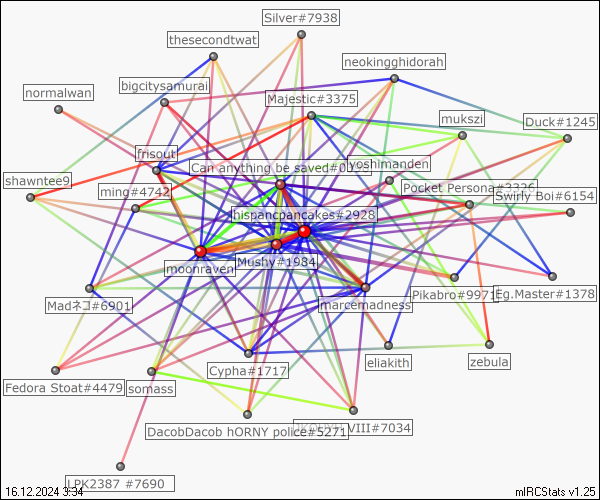 Silver#7938
thesecondtwat
neokingghidorah
bigcitysamurai
normalwan
Majestic#3375
mukszi
Duck#1245
frisout
Can anything be saved#0
yoshimanden
shawntee9
ming#4742
Pocket Persona#3326
Swirly Boi#6154
hispancpancakes#2928
moonraven
Mushy#1984
marcemadness
Pikabro#9971
Eg.Master#1378
Madネコ#6901
eliakith
zebula
Cypha#1717
Fedora Stoat#4479
somass
DacobDacob hORNY police#5271
VIII#7034
LPK2387 #7690
16.12.2024 3:34
mIRCStats v1.25